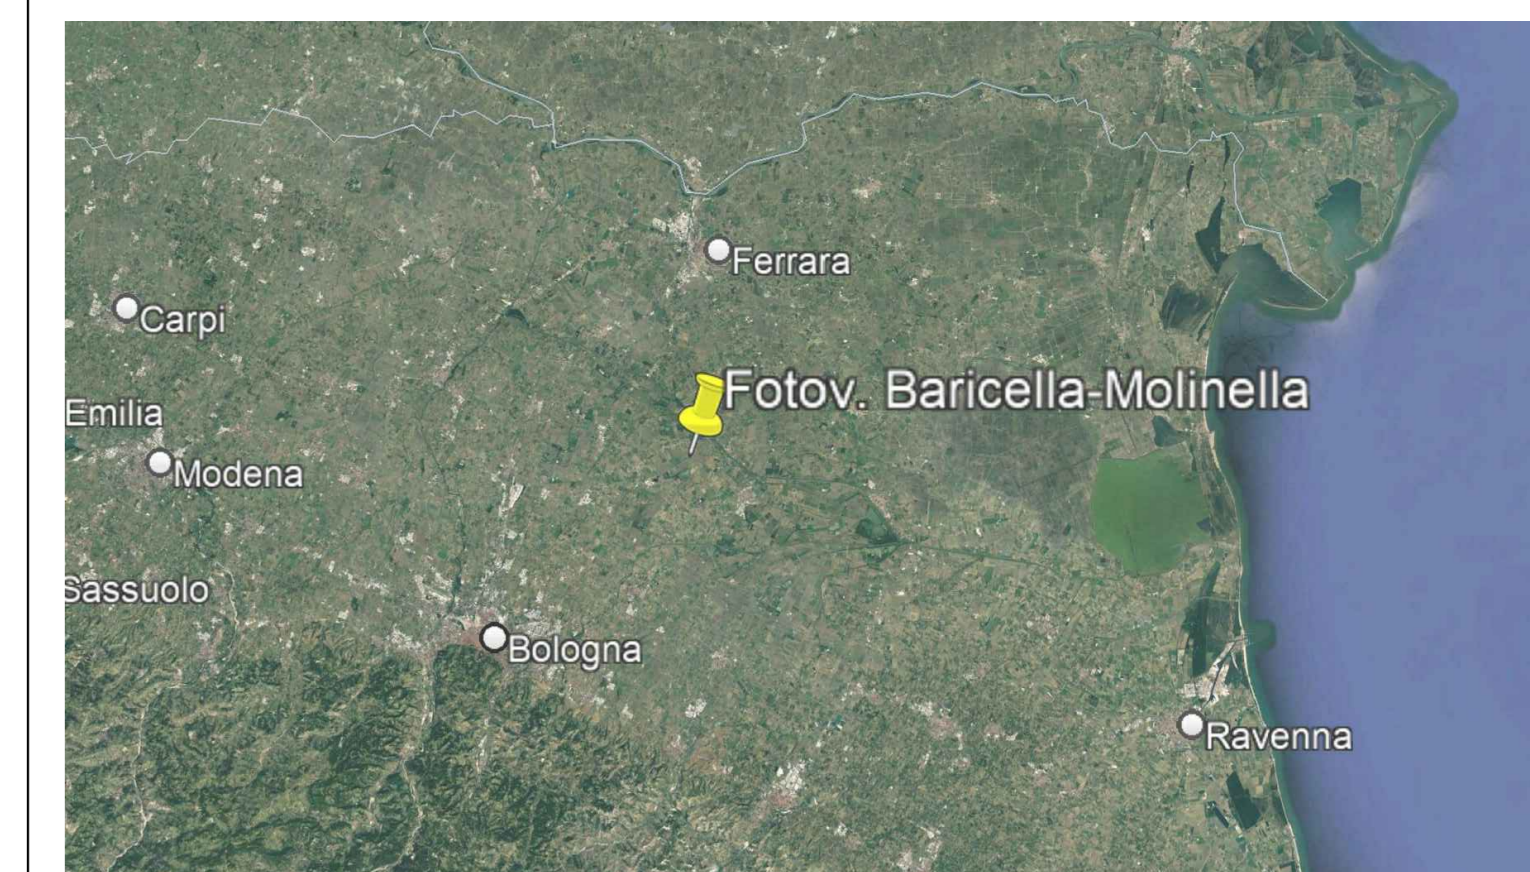 Ferrara
Carpi
Fotov. Baricella-Molinella
Emilia
Modena
Sassuolo
Bologna
Ravenna